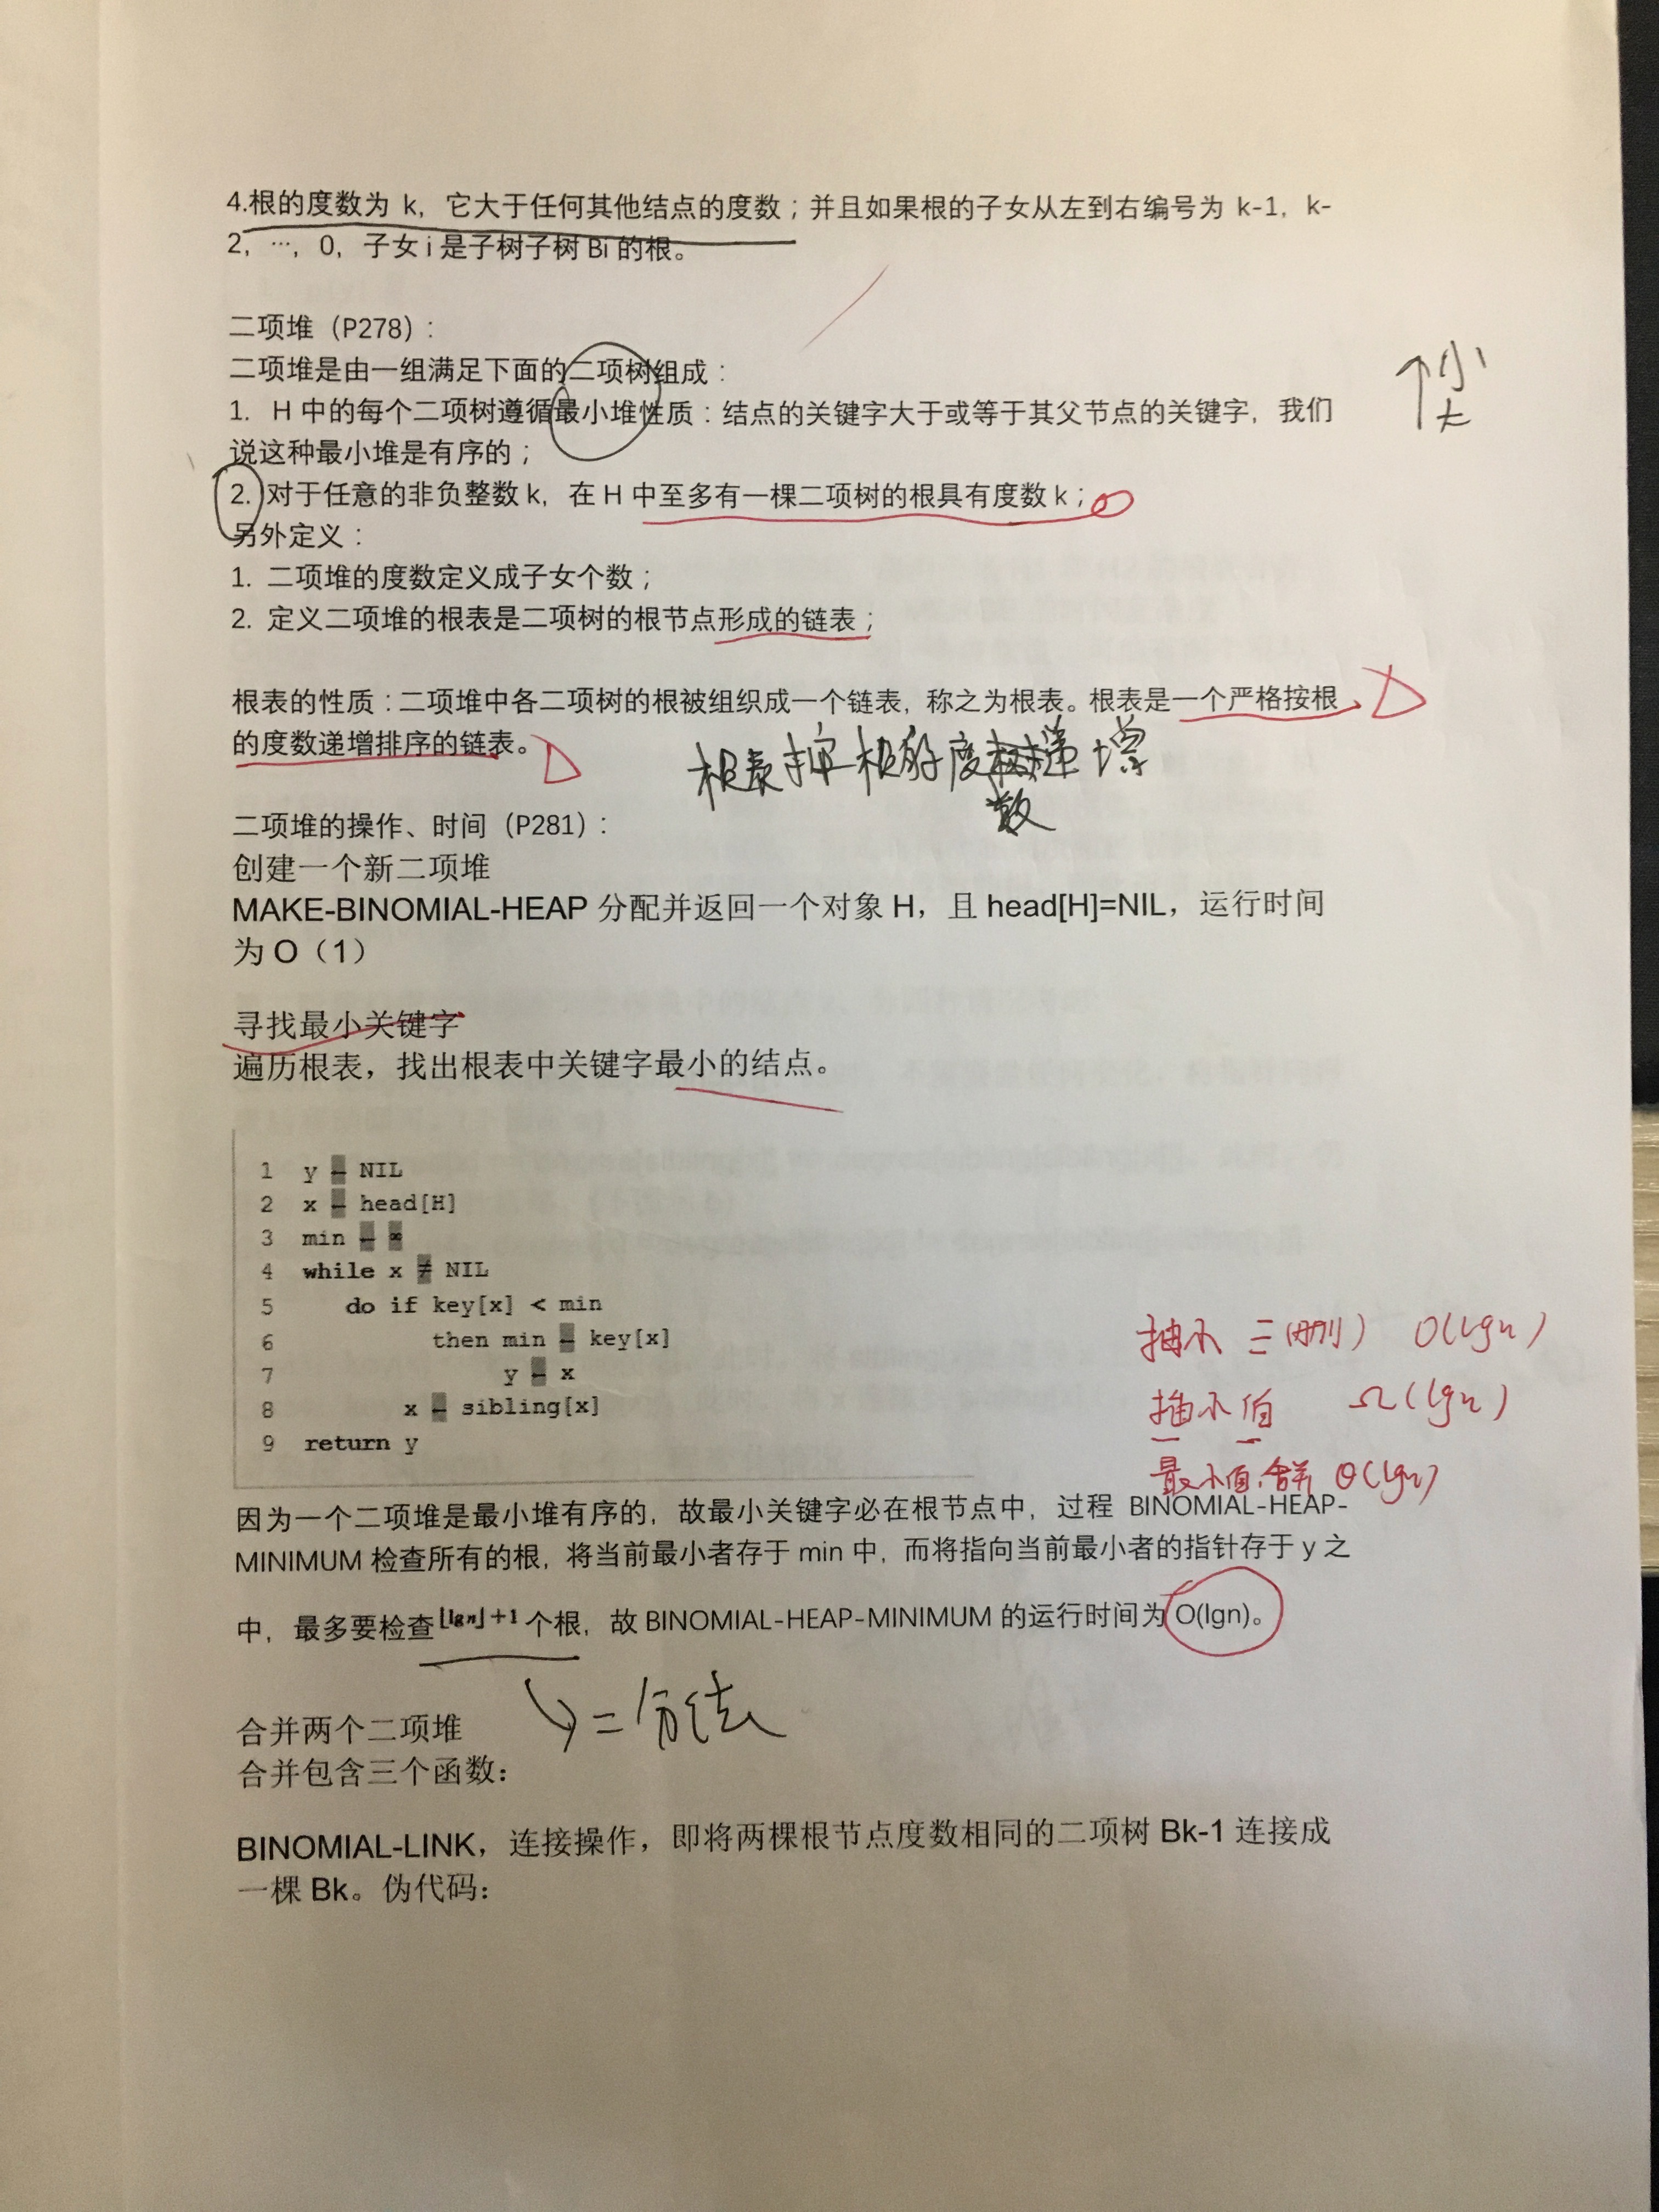 4.根的度数为 k，它大于任何其他结点的度数；并且如果根的子女从左到右编号为 k-1，k-
2，…，0，子女 i 是子树子树 Bi 的根。
二项堆（P278）：
二项堆是由一组满足下面的二项树组成：
小
大
1. H 中的每个二项树遵循最小堆性质：结点的关键字大于或等于其父节点的关键字，我们
说这种最小堆是有序的；
2. 对于任意的非负整数 k，在 H 中至多有一棵二项树的根具有度数 k；
另外定义：
1. 二项堆的度数定义成子女个数；
2. 定义二项堆的根表是二项树的根节点形成的链表；
根表的性质：二项堆中各二项树的根被组织成一个链表，称之为根表。根表是一个严格按根
的度数递增排序的链表。
根表按根的度 递增
数
二项堆的操作、时间（P281）：
创建一个新二项堆
MAKE-BINOMIAL-HEAP 分配并返回一个对象 H，且 head[H]=NIL，运行时间
为 O（1）
寻找最小关键字
遍历根表，找出根表中关键字最小的结点。
1 y ← NIL
2 x ← head[H]
3 min ← ∞
4 while x ≠ NIL
5 do if key[x] < min
6 then min ← key[x]
7 y ← x
8 x ← sibling[x]
9 return y
抽小 三(删) O(lgn)
抽小 Ω(lgn)
最小值,合并 Θ(lgn)
因为一个二项堆是最小堆有序的，故最小关键字必在根节点中，过程 BINOMIAL-HEAP-
MINIMUM 检查所有的根，将当前最小者存于 min 中，而将指向当前最小者的指针存于 y 之
中，最多要检查⌊lgn⌋+1 个根，故 BINOMIAL-HEAP-MINIMUM 的运行时间为 O(lgn)。
二分法
合并两个二项堆
合并包含三个函数：
BINOMIAL-LINK，连接操作，即将两棵根节点度数相同的二项树 Bk-1 连接成
一棵 Bk。伪代码：